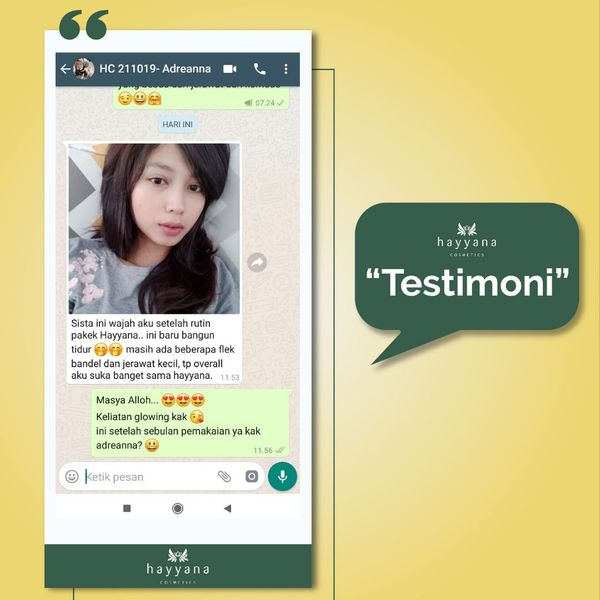 “
HC 211019- Adreanna
07.24
HARI INI
Sista ini wajah aku setelah rutin
pakek Hayyana.. ini baru bangun
tidur 🤭🤭 masih ada beberapa flek
bandel dan jerawat kecil, tp overall
aku suka banget sama hayyana.
11.53
Masya Alloh... 😍😍😍
Keliatan glowing kak 😘
ini setelah sebulan pemakaian ya kak
adreanna? 😃
11.56
Ketik pesan
hayyana
COSMETICS
hayyana
COSMETICS
“Testimoni”